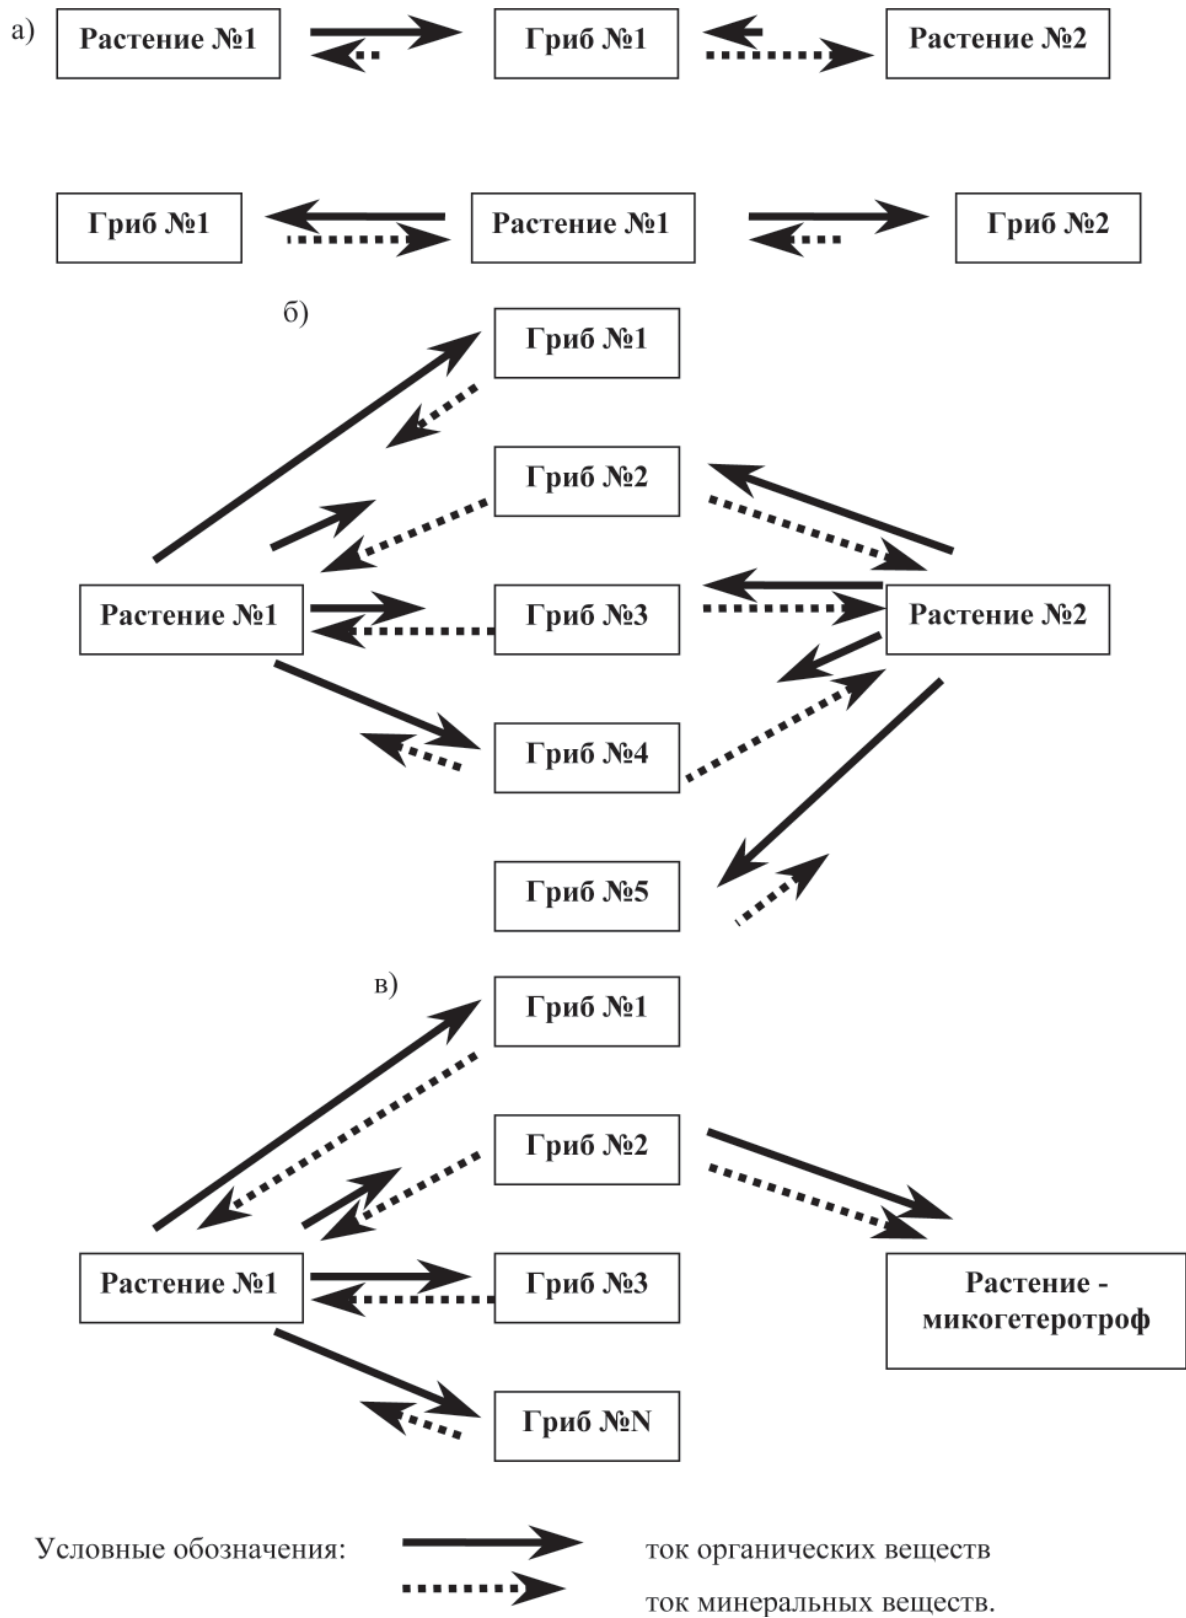 а)
Растение №1 Гриб №1 Растение №2
Гриб №1 Растение №1 Гриб №2
б)
Гриб №1
Гриб №2
Растение №1 Гриб №3 Растение №2
Гриб №4
Гриб №5
в)
Гриб №1
Гриб №2
Растение №1 Гриб №3 Растение -
микогетеротроф
Гриб №N
Условные обозначения: ток органических веществ
ток минеральных веществ.